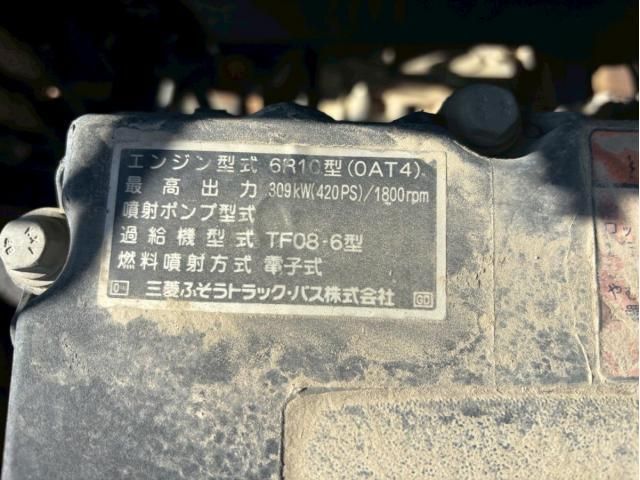 エンジン型式 6R10型(0AT4)
最高出力 309kW(420PS)/1800rpm
噴射ポンプ型式
過給機型式 TF08-6型
燃料噴射方式 電子式
三菱ふそうトラック・バス株式会社 GD